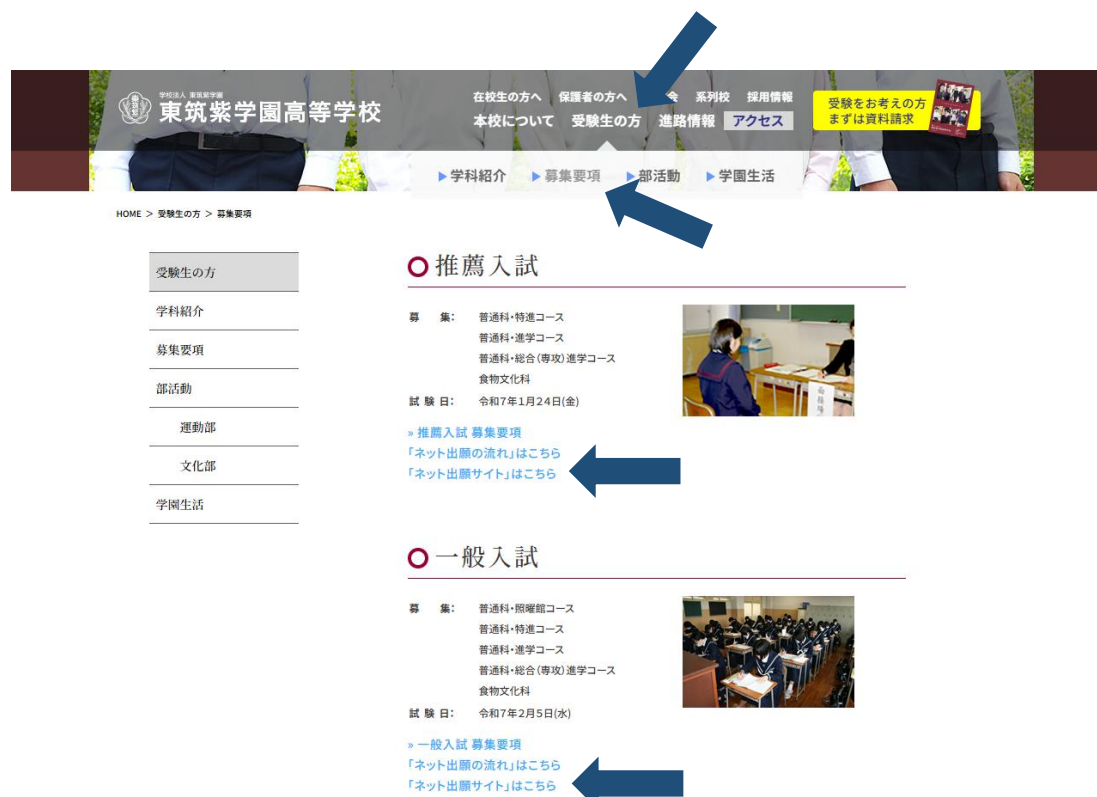 学校法人 東筑紫学園
東筑紫学園高等学校
在校生の方へ 保護者の方へ 会 系列校 採用情報
本校について 受験生の方 進路情報 アクセス
受験をお考えの方
まずは資料請求
▶学科紹介 ▶募集要項 ▶部活動 ▶学園生活
HOME > 受験生の方 > 募集要項
受験生の方
学科紹介
募集要項
部活動
運動部
文化部
学園生活
推薦入試
募 集: 普通科・特進コース
普通科・進学コース
普通科・総合(専攻)進学コース
食物文化科
試 験 日: 令和7年1月24日(金)
» 推薦入試 募集要項
「ネット出願の流れ」はこちら
「ネット出願サイト」はこちら
面接場
一般入試
募 集: 普通科・照曜館コース
普通科・特進コース
普通科・進学コース
普通科・総合(専攻)進学コース
食物文化科
試 験 日: 令和7年2月5日(水)
» 一般入試 募集要項
「ネット出願の流れ」はこちら
「ネット出願サイト」はこちら